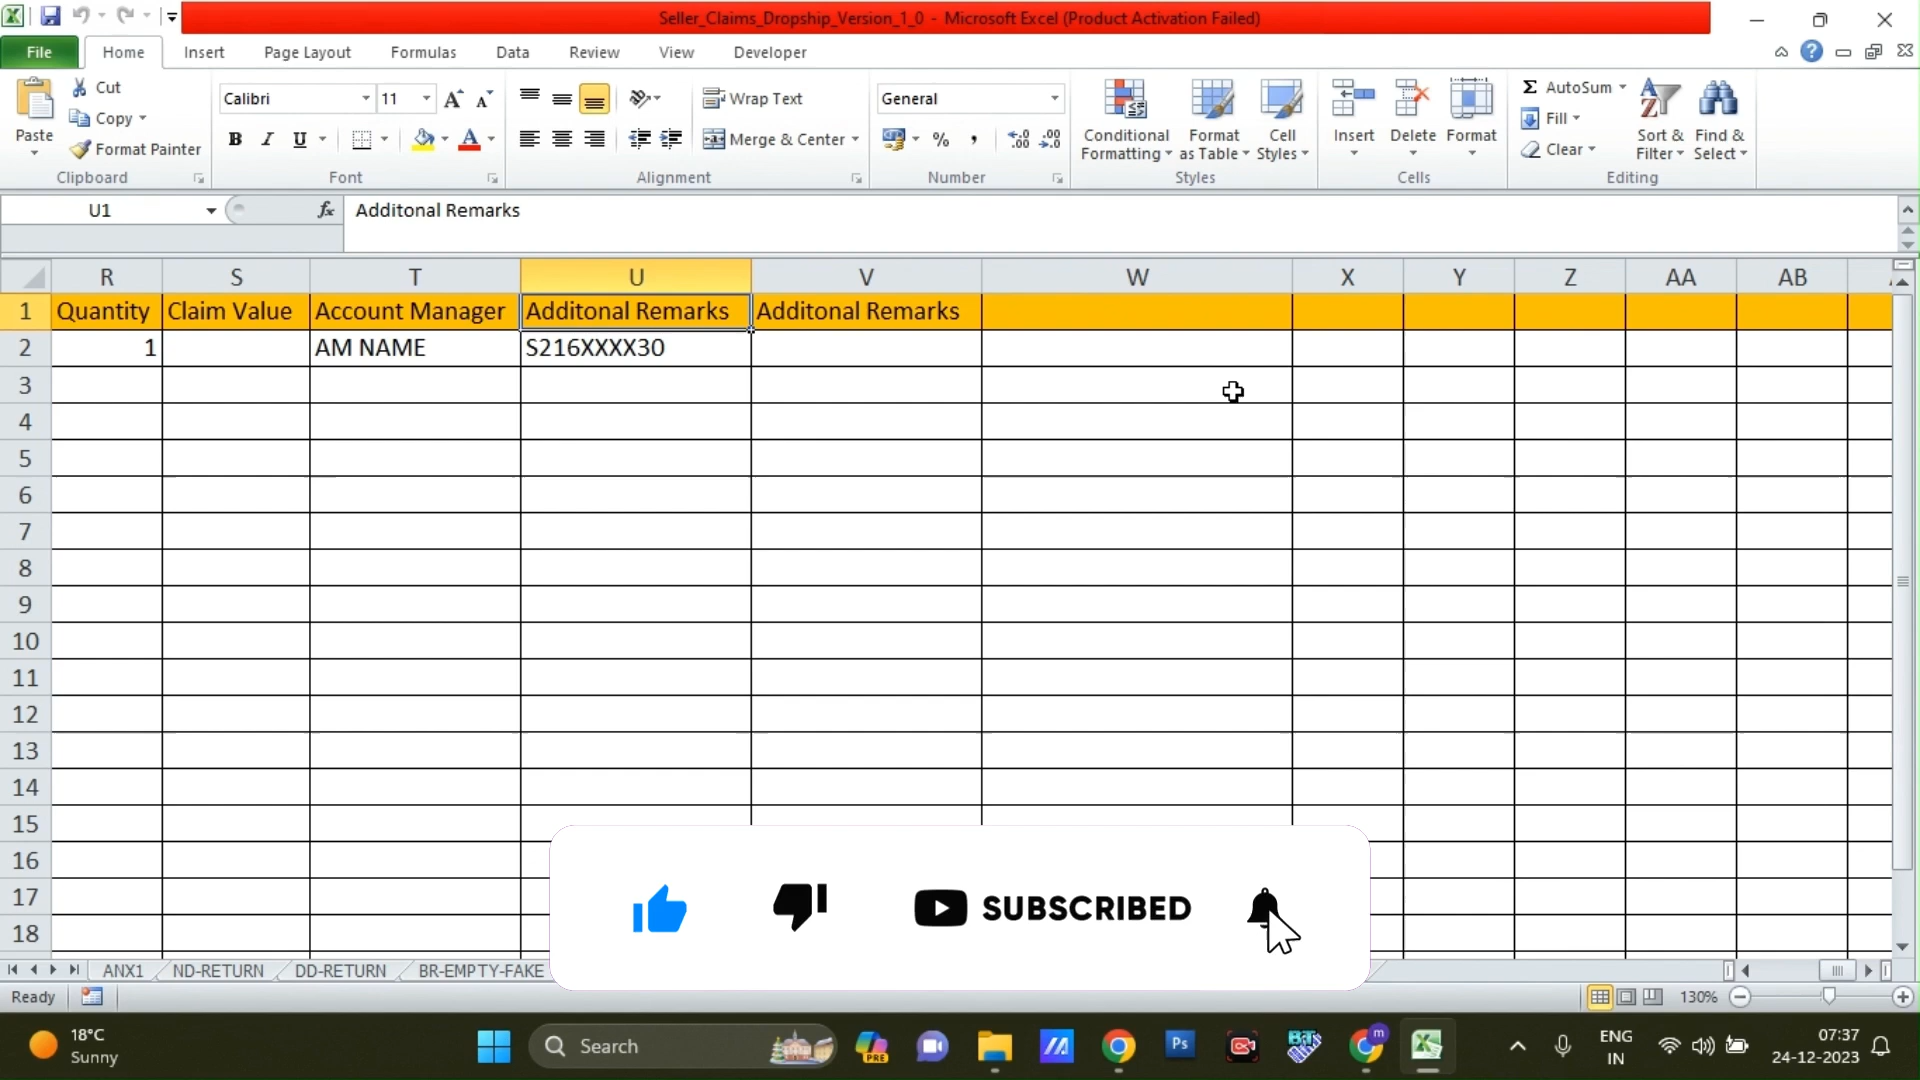 Seller_Claims_Dropship_Version_1_0 - Microsoft Excel (Product Activation Failed)
File Home Insert Page Layout Formulas Data Review View Developer
Paste
Cut
Copy
Format Painter
Clipboard
Calibri 11
B I U
Font
Wrap Text
Merge & Center
Alignment
General
%
Number
Conditional Formatting
Format as Table
Cell Styles
Styles
Insert
Delete
Format
Cells
AutoSum
Fill
Clear
Sort & Filter
Find & Select
Editing
U1 fx Additonal Remarks
R S T U V W X Y Z AA AB
1 Quantity Claim Value Account Manager Additonal Remarks Additonal Remarks
2 1 AM NAME S216XXXX30
3
4
5
6
7
8
9
10
11
12
13
14
15
16
17
18
SUBSCRIBED
ANX1 ND-RETURN DD-RETURN BR-EMPTY-FAKE
Ready 130%
18°C
Sunny
Search
PRE
Ps
m
ENG
IN
07:37
24-12-2023